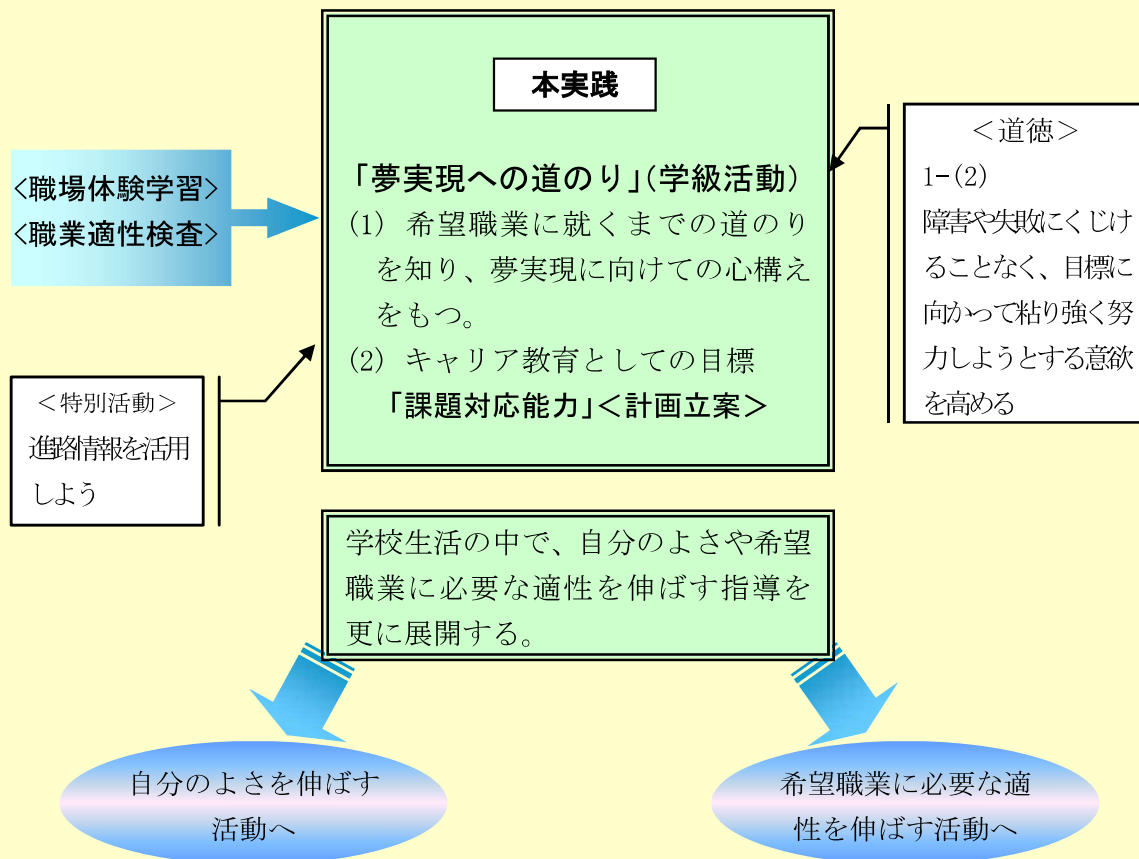 本実践
「夢実現への道のり」(学級活動)
(1) 希望職業に就くまでの道のり
を知り、夢実現に向けての心構え
をもつ。
(2) キャリア教育としての目標
「課題対応能力」<計画立案>
<職場体験学習>
<職業適性検査>
<道徳>
1-(2)
障害や失敗にくじけ
ることなく、目標に
向かって粘り強く努
力しようとする意欲
を高める
<特別活動>
進路情報を活用
しよう
学校生活の中で、自分のよさや希望
職業に必要な適性を伸ばす指導を
更に展開する。
自分のよさを伸ばす
活動へ
希望職業に必要な適
性を伸ばす活動へ